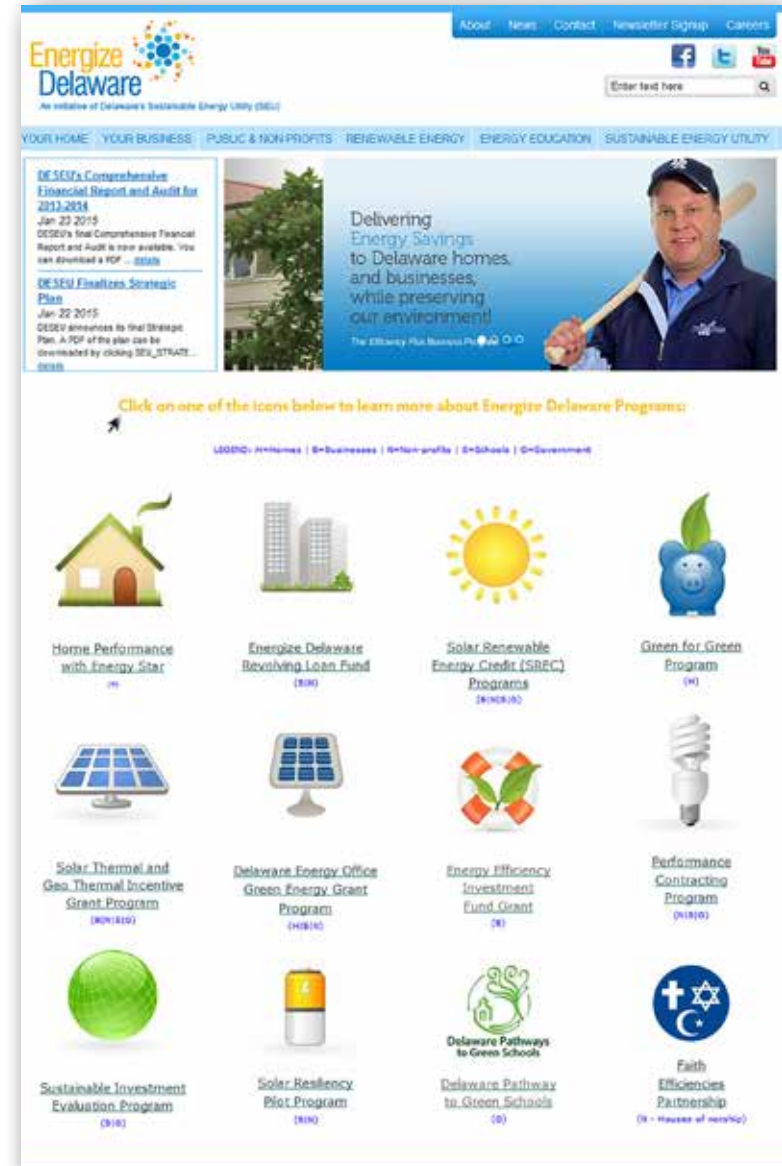 About News Contact Newsletter Signup Careers
Energize
Delaware
An initiative of Delaware's Sustainable Energy Utility (SEU)
f t You Tube
Enter text here
YOUR HOME YOUR BUSINESS PUBLIC & NON-PROFITS RENEWABLE ENERGY ENERGY EDUCATION SUSTAINABLE ENERGY UTILITY
DESEU's Comprehensive
Financial Report and Audit for
2013-2014
Jan 23 2015
DESEU's final Comprehensive Financial
Report and Audit is now available. You
can download a PDF ... details
DESEU Finalizes Strategic
Plan
Jan 22 2015
DESEU announces its final Strategic
Plan. A PDF of the plan can be
downloaded by clicking SEU_STRATE...
details
Delivering
Energy Savings
to Delaware homes,
and businesses,
while preserving
our environment!
The Efficiency Plus Business
Click on one of the icons below to learn more about Energize Delaware Programs:
LEGEND: H=Homes | B=Businesses | N=Non-profits | S=Schools | G=Government
Home Performance
with Energy Star
(H)
Energize Delaware
Revolving Loan Fund
Solar Renewable
Energy Credit (SREC)
Programs
Green for Green
Program
(H)
Solar Thermal and
Geo Thermal Incentive
Grant Program
Delaware Energy Office
Green Energy Grant
Program
Energy Efficiency
Investment
Fund Grant
Performance
Contracting
Program
Sustainable Investment
Evaluation Program
Solar Resiliency
Pilot Program
Delaware Pathways
to Green Schools
Delaware Pathway
to Green Schools
Faith
Efficiencies
Partnership
(N - Houses of worship)